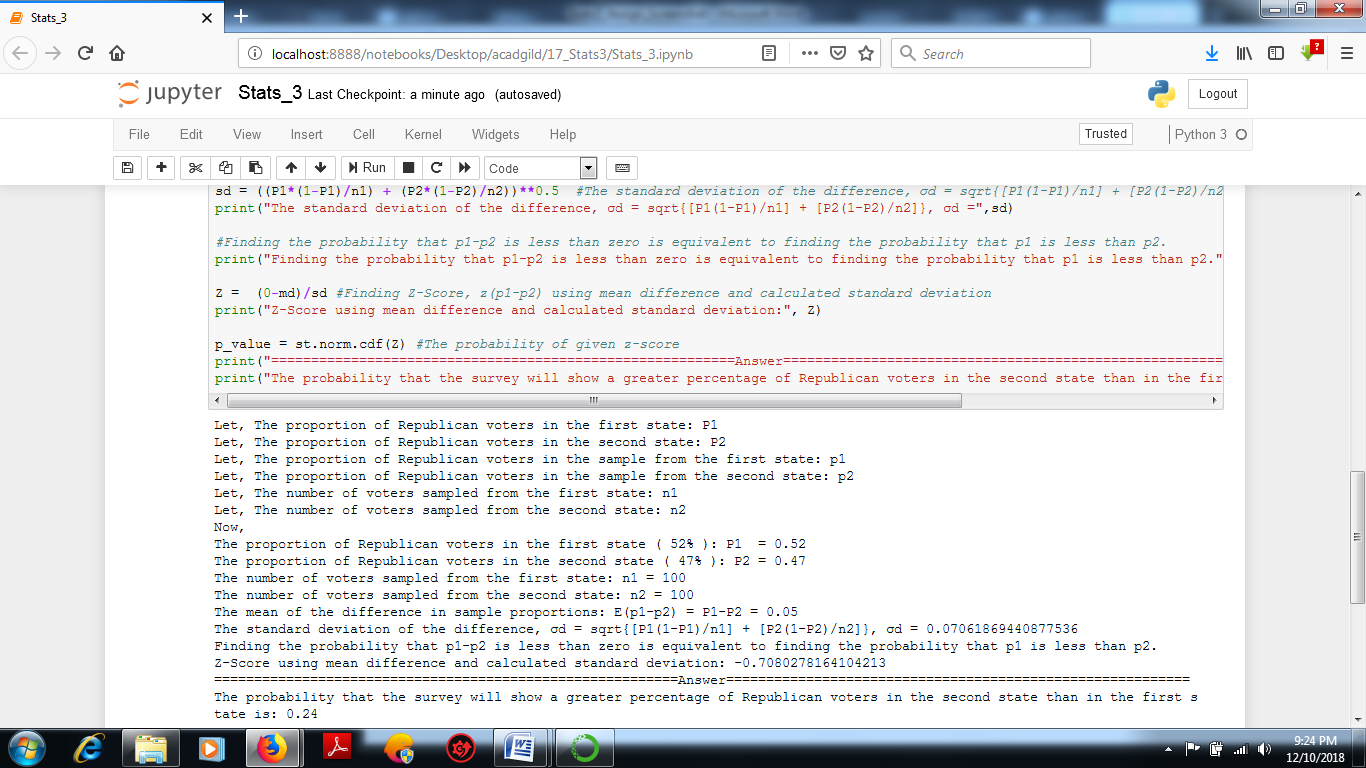 Stats_3
localhost:8888/notebooks/Desktop/acadgild/17_Stats3/Stats_3.ipynb
Search
?
jupyter Stats_3 Last Checkpoint: a minute ago (autosaved)
Logout
File Edit View Insert Cell Kernel Widgets Help
Trusted
Python 3
Run
Code
sd = ((P1*(1-P1)/n1) + (P2*(1-P2)/n2))**0.5  #The standard deviation of the difference, σd = sqrt{[P1(1-P1)/n1] + [P2(1-P2)/n2
print("The standard deviation of the difference, σd = sqrt{[P1(1-P1)/n1] + [P2(1-P2)/n2]}, σd =",sd)
#Finding the probability that p1-p2 is less than zero is equivalent to finding the probability that p1 is less than p2.
print("Finding the probability that p1-p2 is less than zero is equivalent to finding the probability that p1 is less than p2."
Z =  (0-md)/sd #Finding Z-Score, z(p1-p2) using mean difference and calculated standard deviation
print("Z-Score using mean difference and calculated standard deviation:", Z)
p_value = st.norm.cdf(Z) #The probability of given z-score
print("==========================================================Answer=======================================================
print("The probability that the survey will show a greater percentage of Republican voters in the second state than in the fir
Let, The proportion of Republican voters in the first state: P1
Let, The proportion of Republican voters in the second state: P2
Let, The proportion of Republican voters in the sample from the first state: p1
Let, The proportion of Republican voters in the sample from the second state: p2
Let, The number of voters sampled from the first state: n1
Let, The number of voters sampled from the second state: n2
Now,
The proportion of Republican voters in the first state ( 52% ): P1  = 0.52
The proportion of Republican voters in the second state ( 47% ): P2 = 0.47
The number of voters sampled from the first state: n1 = 100
The number of voters sampled from the second state: n2 = 100
The mean of the difference in sample proportions: E(p1-p2) = P1-P2 = 0.05
The standard deviation of the difference, σd = sqrt{[P1(1-P1)/n1] + [P2(1-P2)/n2]}, σd = 0.07061869440877536
Finding the probability that p1-p2 is less than zero is equivalent to finding the probability that p1 is less than p2.
Z-Score using mean difference and calculated standard deviation: -0.7080278164104213
==========================================================Answer==========================================================
The probability that the survey will show a greater percentage of Republican voters in the second state than in the first s
tate is: 0.24
9:24 PM
12/10/2018